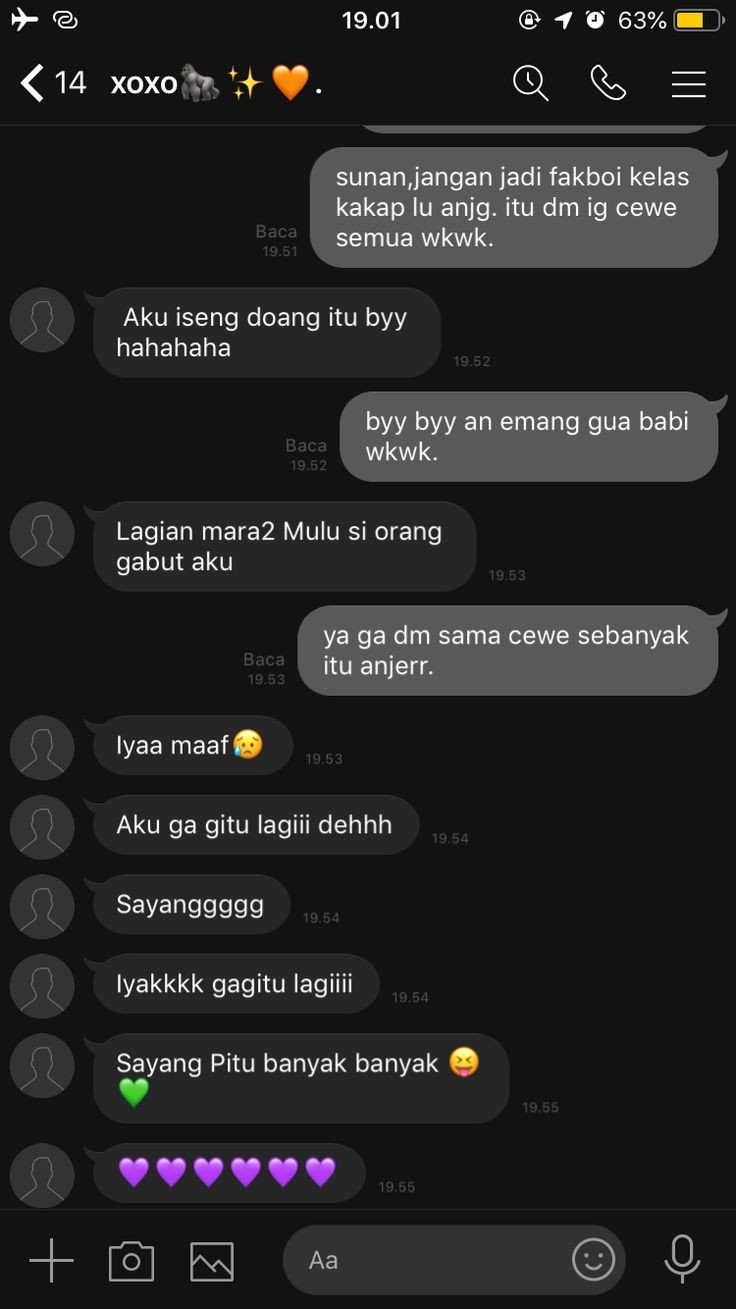 19.01
63%
14 xoxo🦍✨🧡.
sunan,jangan jadi fakboi kelas
kakap lu anjg. itu dm ig cewe
semua wkwk.
Baca
19.51
Aku iseng doang itu byy
hahahaha
19.52
byy byy an emang gua babi
wkwk.
Baca
19.52
Lagian mara2 Mulu si orang
gabut aku
19.53
ya ga dm sama cewe sebanyak
itu anjerr.
Baca
19.53
Iyaa maaf😥
19.53
Aku ga gitu lagiii dehhh
19.54
Sayanggggg
19.54
Iyakkkk gagitu lagiiii
19.54
Sayang Pitu banyak banyak 😝
💚
19.55
💜💜💜💜💜💜
19.55
Aa